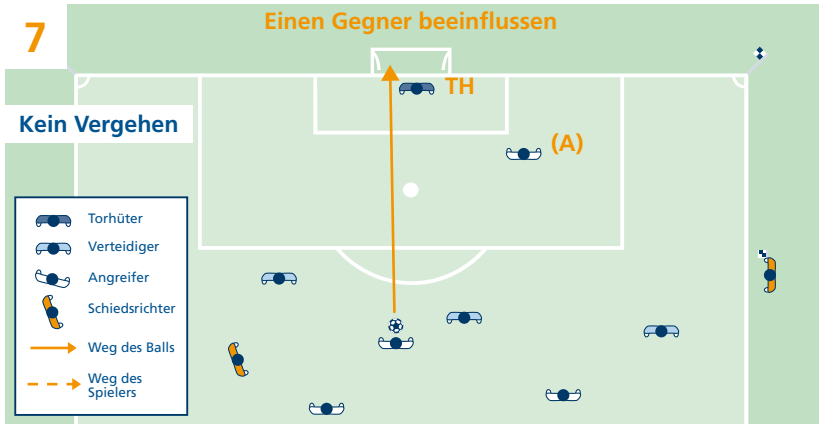 7
Einen Gegner beeinflussen
TH
Kein Vergehen
(A)
Torhüter
Verteidiger
Angreifer
Schiedsrichter
Weg des Balls
Weg des
Spielers